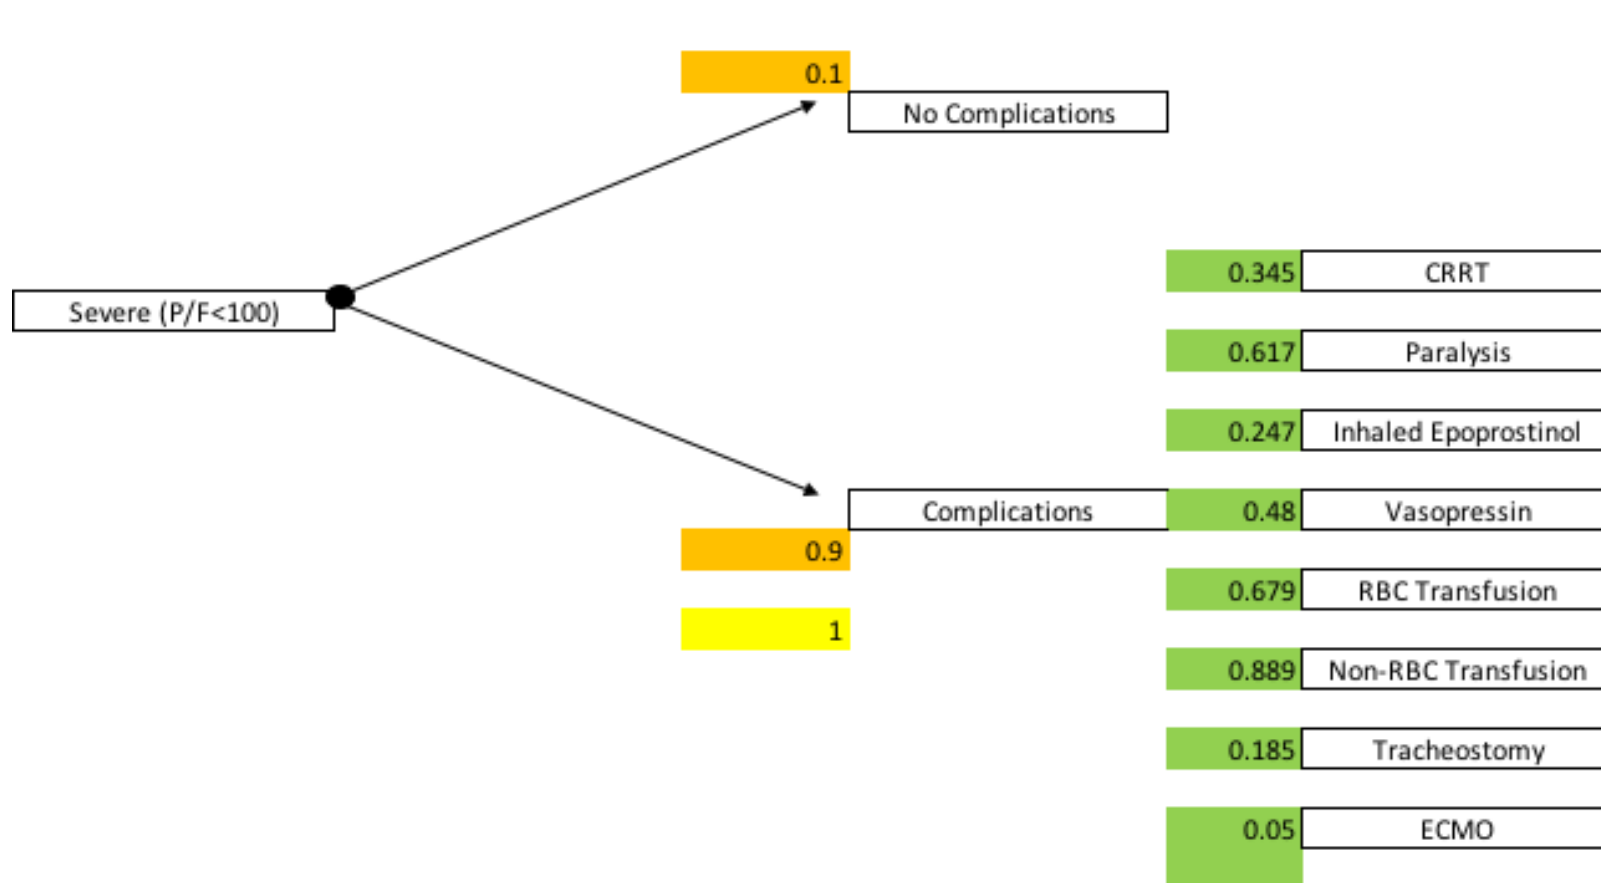 0.1
No Complications
Severe (P/F<100)
0.345 CRRT
0.617 Paralysis
0.247 Inhaled Epoprostinol
Complications 0.48 Vasopressin
0.9
0.679 RBC Transfusion
1
0.889 Non-RBC Transfusion
0.185 Tracheostomy
0.05 ECMO